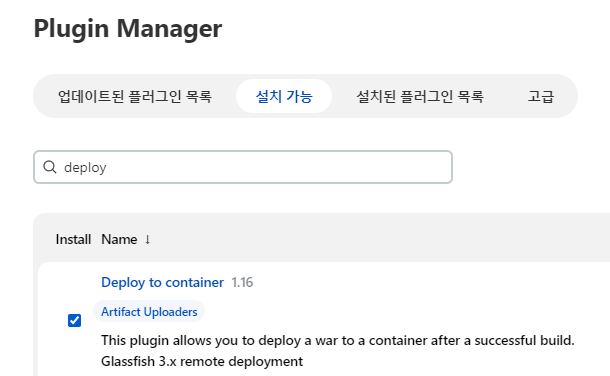 Plugin Manager
업데이트된 플러그인 목록 설치 가능 설치된 플러그인 목록 고급
deploy
Install Name ↓
Deploy to container 1.16
Artifact Uploaders
This plugin allows you to deploy a war to a container after a successful build.
Glassfish 3.x remote deployment